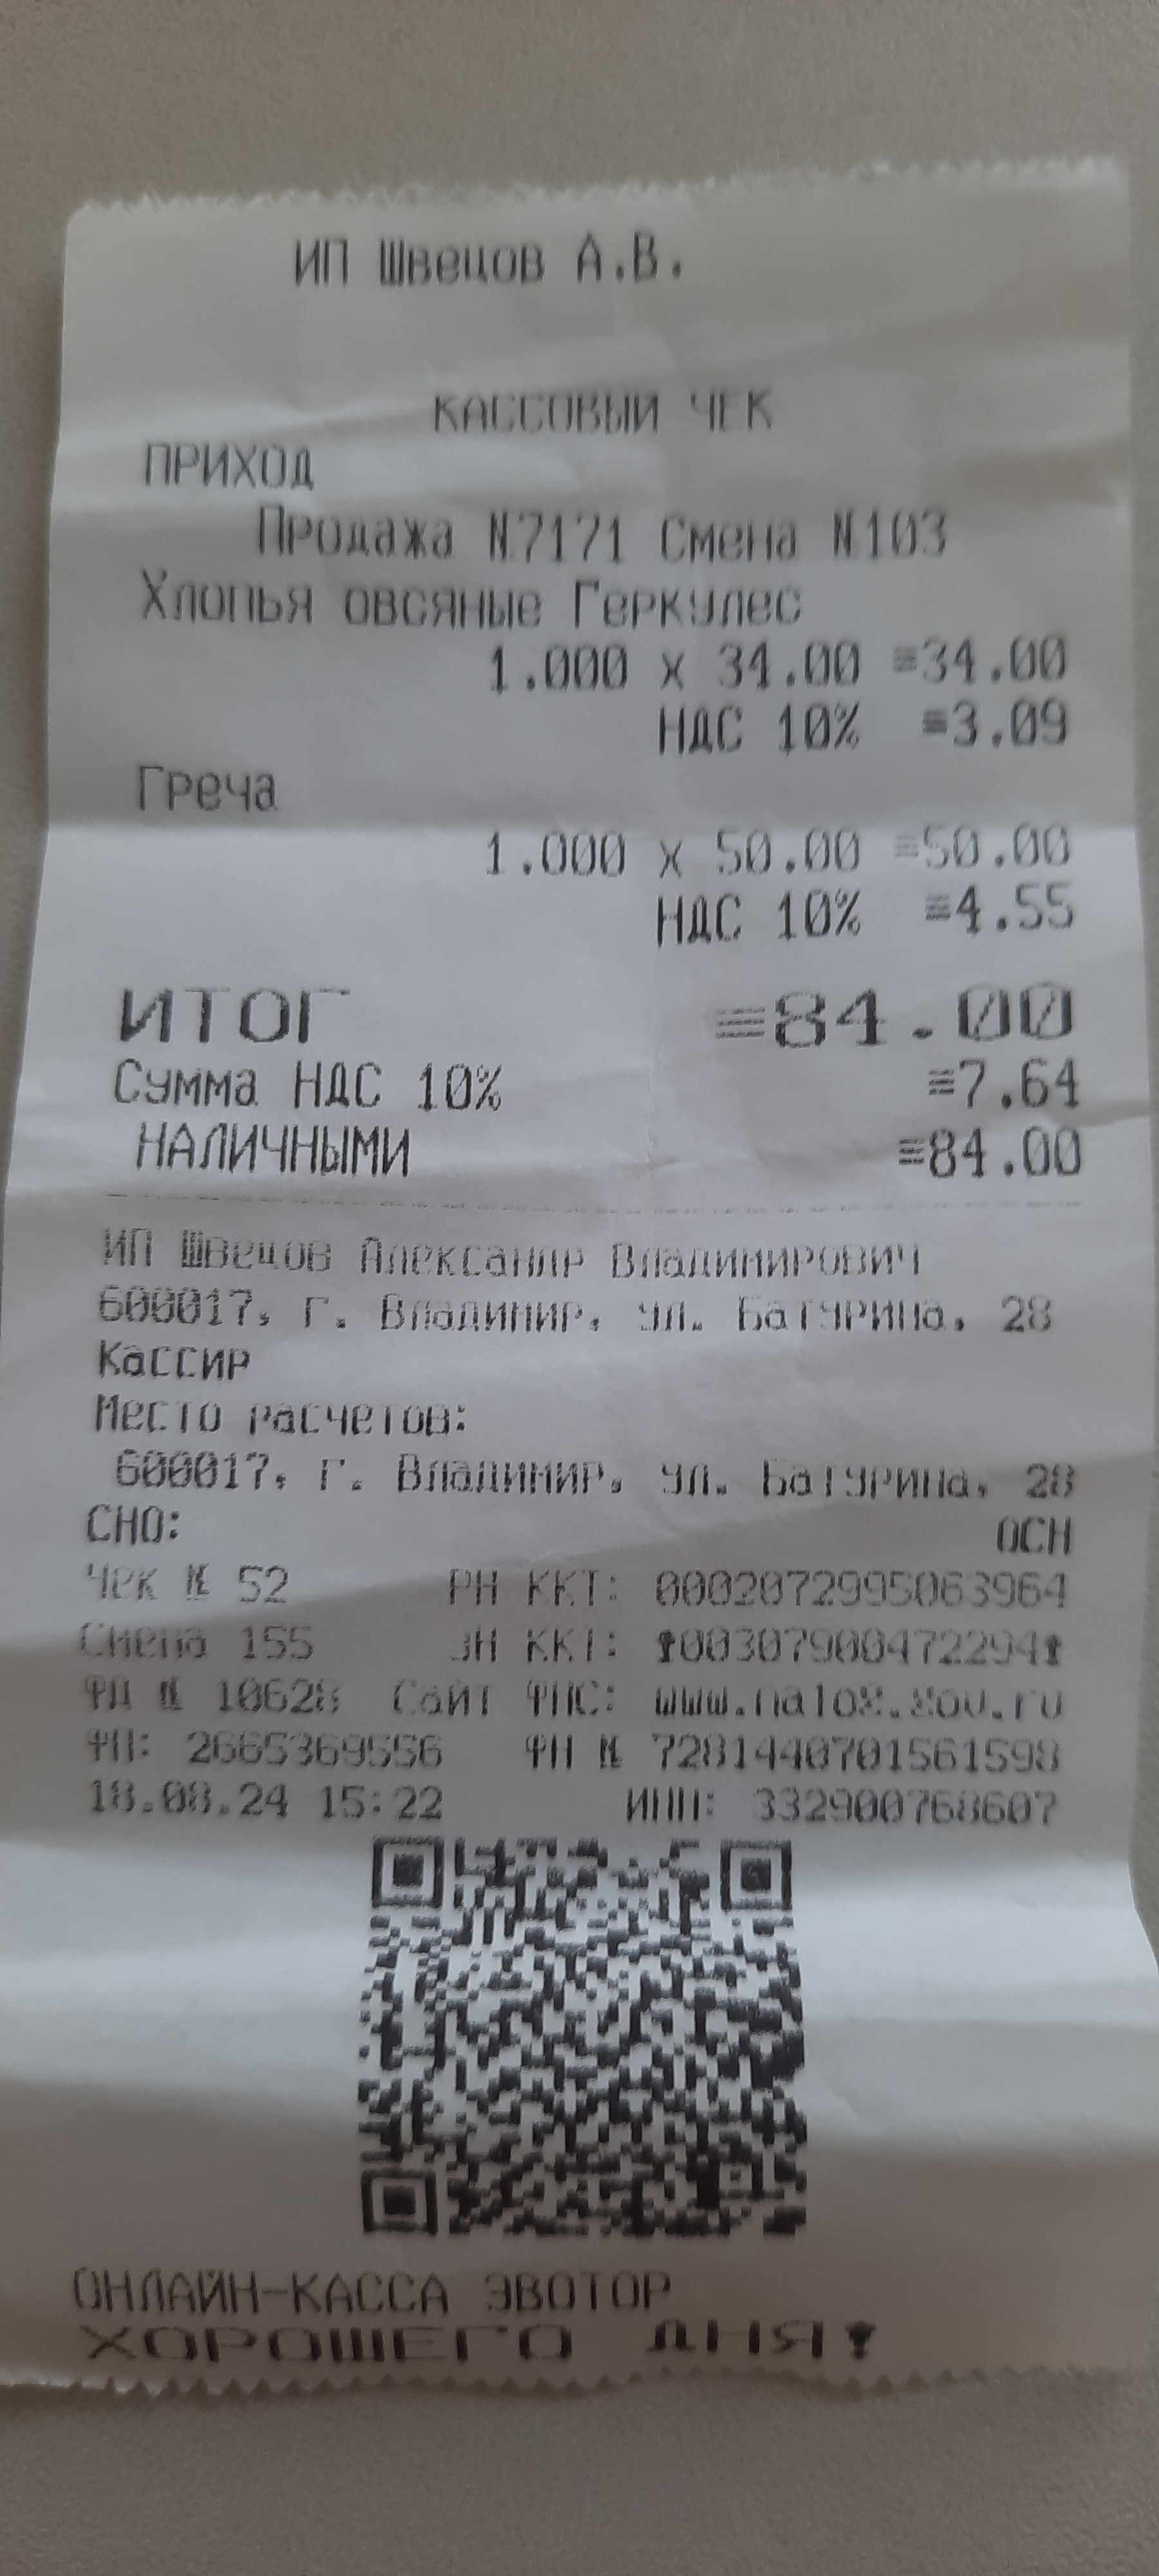 ИП Швецов А.В.
КАССОВЫЙ ЧЕК
ПРИХОД
Продажа №7171 Смена №103
Хлопья овсяные Геркулес
1.000 x 34.00 ≡34.00
НДС 10% ≡3.09
Греча
1.000 x 50.00 ≡50.00
НДС 10% ≡4.55
ИТОГ ≡84.00
Сумма НДС 10% ≡7.64
НАЛИЧНЫМИ ≡84.00
ИП Швецов Александр Владимирович
600017, г. Владимир, ул. Батурина, 28
Кассир
Место расчетов:
600017, г. Владимир, ул. Батурина, 28
СНО: ОСН
Чек № 52 РН ККТ: 0002072995063964
Смена 155 ЗН ККТ: 00307900472294
ФД № 10628 Сайт ФНС: www.nalog.gov.ru
ФП: 2665369556 ФН № 7281440701561598
18.08.24 15:22 ИНН: 332900768607
ОНЛАЙН-КАССА ЭВОТОР
ХОРОШЕГО ДНЯ!